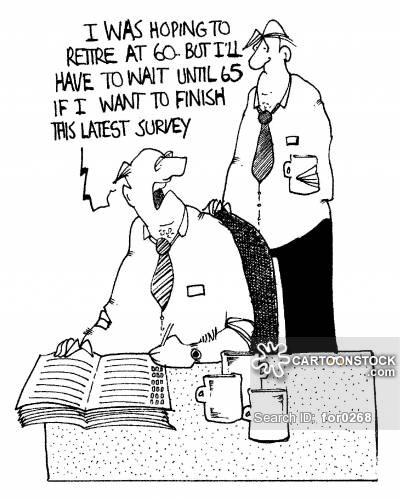 I WAS HOPING TO
RETIRE AT 60- BUT I'LL
HAVE TO WAIT UNTIL 65
IF I WANT TO FINISH
THIS LATEST SURVEY
CARTOONSTOCK
.com
Search ID: for0268